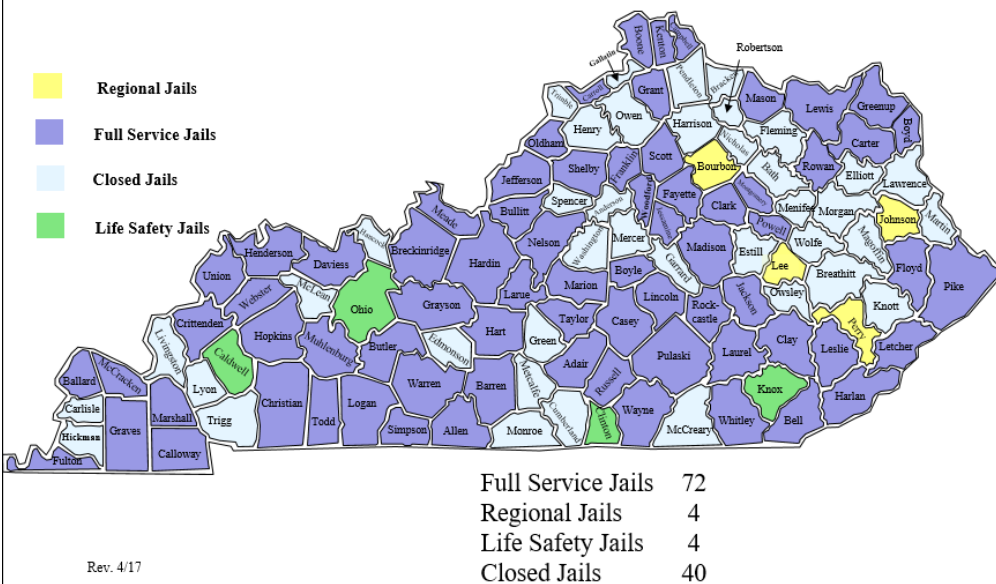 Regional Jails
Full Service Jails
Closed Jails
Life Safety Jails
Boone
Kenton
Campbell
Gallatin
Robertson
Pendleton
Bracken
Trimble
Carroll
Grant
Owen
Mason
Lewis
Greenup
Boyd
Henry
Harrison
Fleming
Carter
Oldham
Nicholas
Scott
Franklin
Shelby
Bourbon
Rowan
Bath
Elliott
Lawrence
Jefferson
Woodford
Fayette
Montgomery
Spencer
Anderson
Clark
Menifee
Morgan
Johnson
Martin
Bullitt
Meade
Nelson
Mercer
Jessamine
Powell
Washington
Madison
Estill
Wolfe
Magoffin
Hancock
Breckinridge
Henderson
Daviess
Hardin
Garrard
Boyle
Lee
Breathitt
Floyd
Pike
Union
Webster
McLean
Marion
Larue
Lincoln
Jackson
Owsley
Knott
Ohio
Grayson
Rock-
castle
Taylor
Casey
Crittenden
Hopkins
Muhlenburg
Butler
Hart
Green
Clay
Perry
Leslie
Letcher
Livingston
Caldwell
Edmonson
Adair
Pulaski
Laurel
McCracken
Ballard
Lyon
Warren
Barren
Metcalfe
Russell
Knox
Harlan
Carlisle
Marshall
Trigg
Christian
Todd
Logan
Cumberland
Wayne
Whitley
Bell
Hickman
Graves
Simpson
Allen
Monroe
Clinton
McCreary
Calloway
Fulton
Full Service Jails 72
Regional Jails 4
Life Safety Jails 4
Closed Jails 40
Rev. 4/17